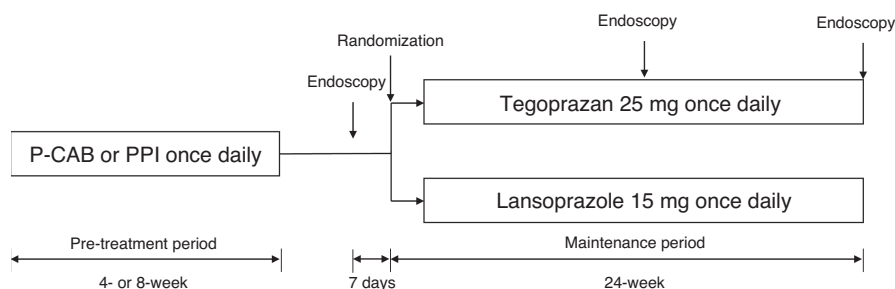 Endoscopy
Endoscopy
Randomization
Endoscopy
Tegoprazan 25 mg once daily
P-CAB or PPI once daily
Lansoprazole 15 mg once daily
Pre-treatment period
Maintenance period
4- or 8-week
7 days
24-week